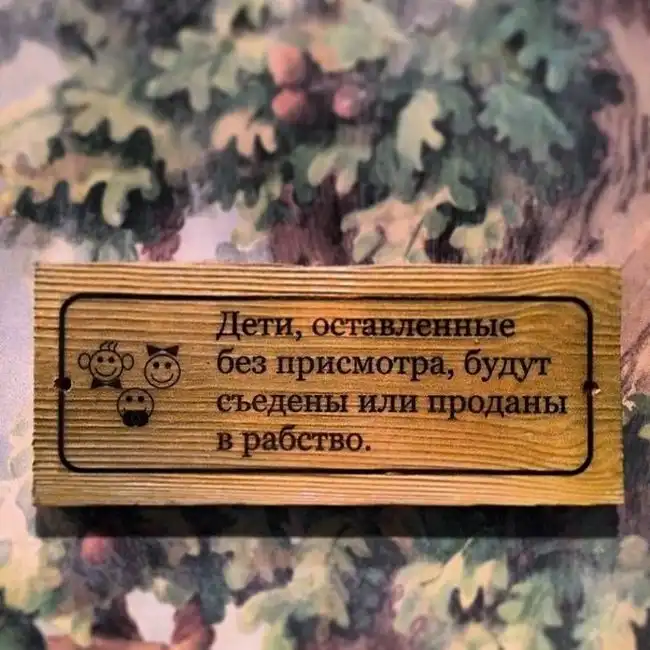 Дети, оставленные
без присмотра, будут
съедены или проданы
в рабство.